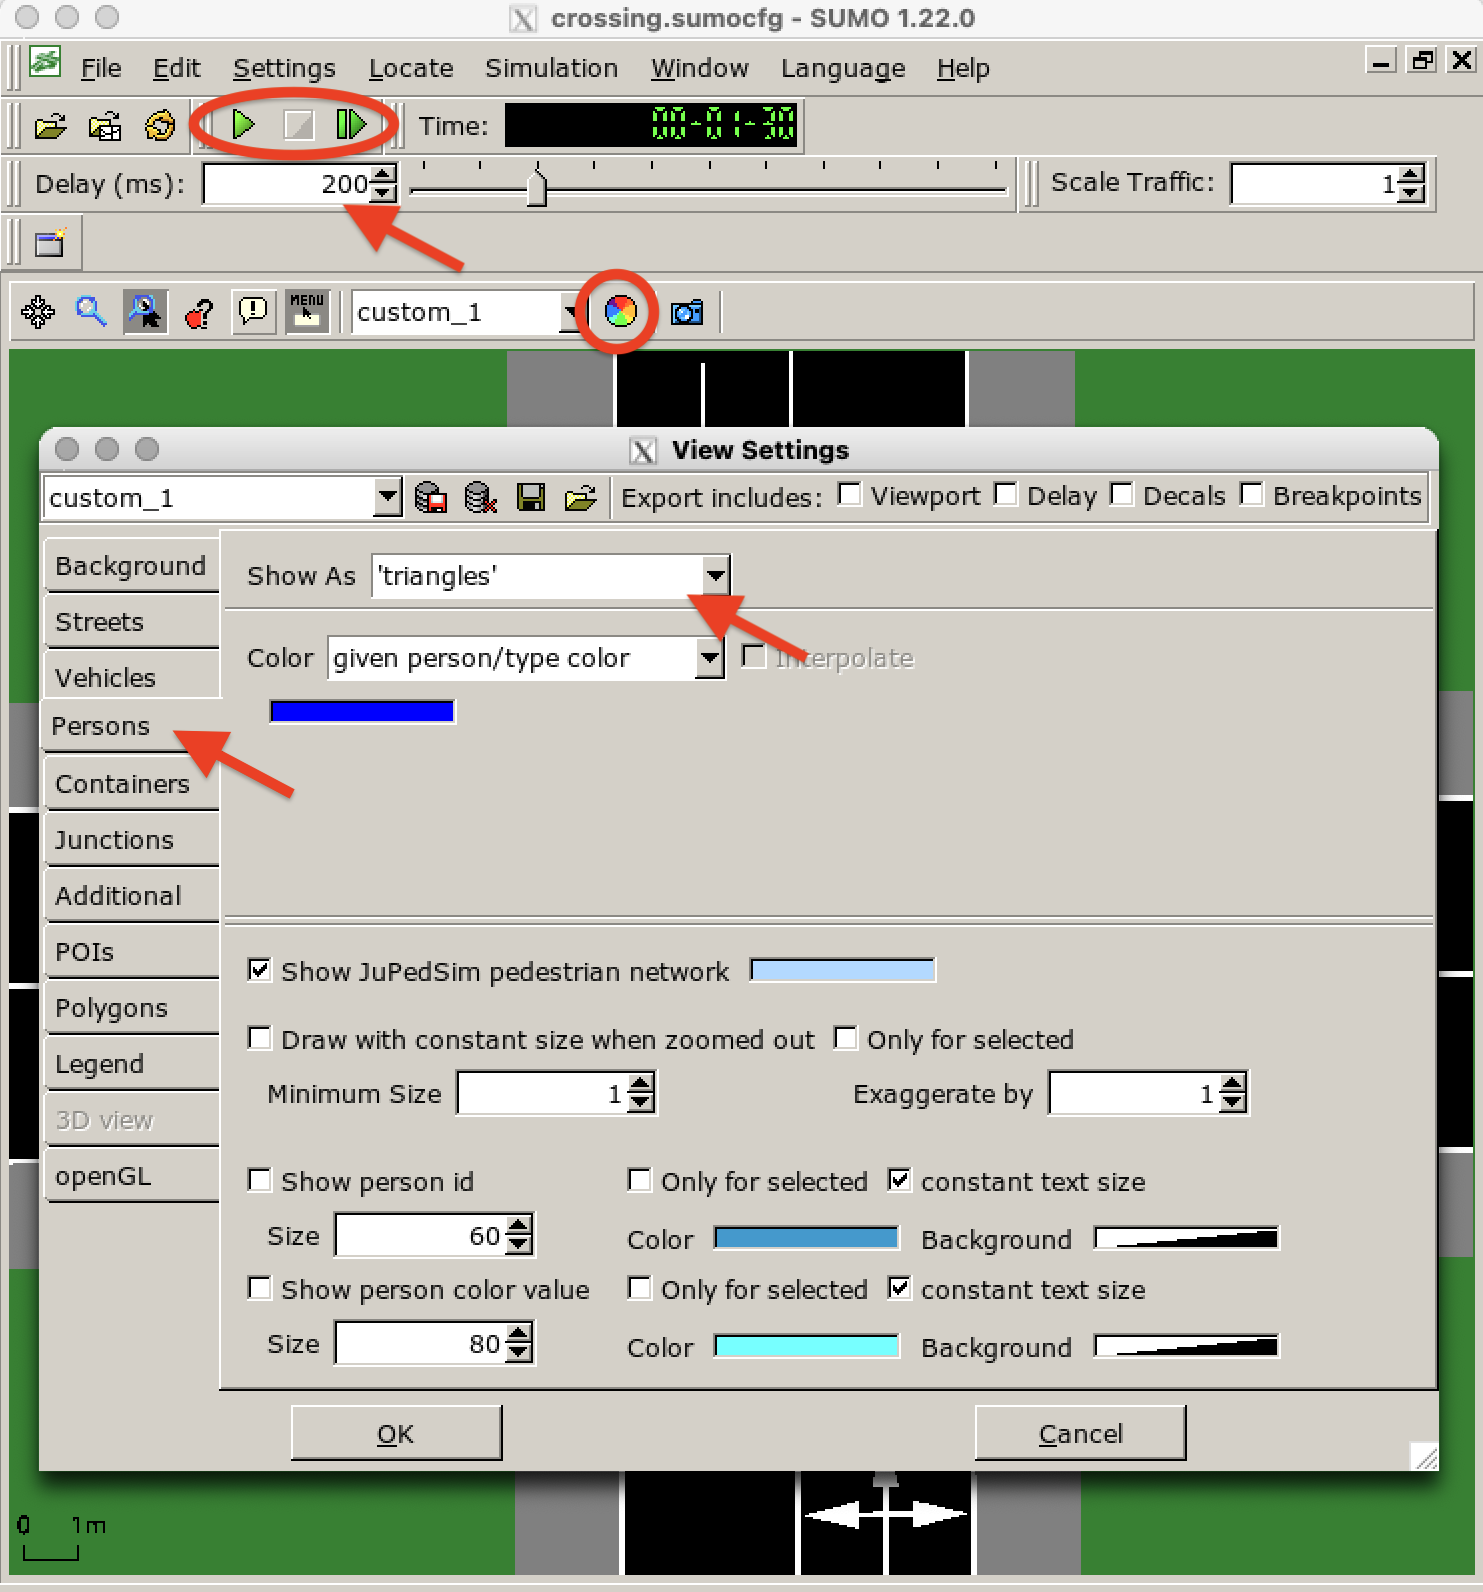 crossing.sumocfg - SUMO 1.22.0
File Edit Settings Locate Simulation Window Language Help
Time: 00-01-30
Delay (ms): 200 Scale Traffic: 1
MENU custom_1
View Settings
custom_1 Export includes: Viewport Delay Decals Breakpoints
Background
Streets
Vehicles
Persons
Containers
Junctions
Additional
POIs
Polygons
Legend
3D view
openGL
Show As 'triangles'
Color given person/type color Interpolate
Show JuPedSim pedestrian network
Draw with constant size when zoomed out Only for selected
Minimum Size 1 Exaggerate by 1
Show person id Only for selected constant text size
Size 60 Color Background
Show person color value Only for selected constant text size
Size 80 Color Background
OK Cancel
0 1m